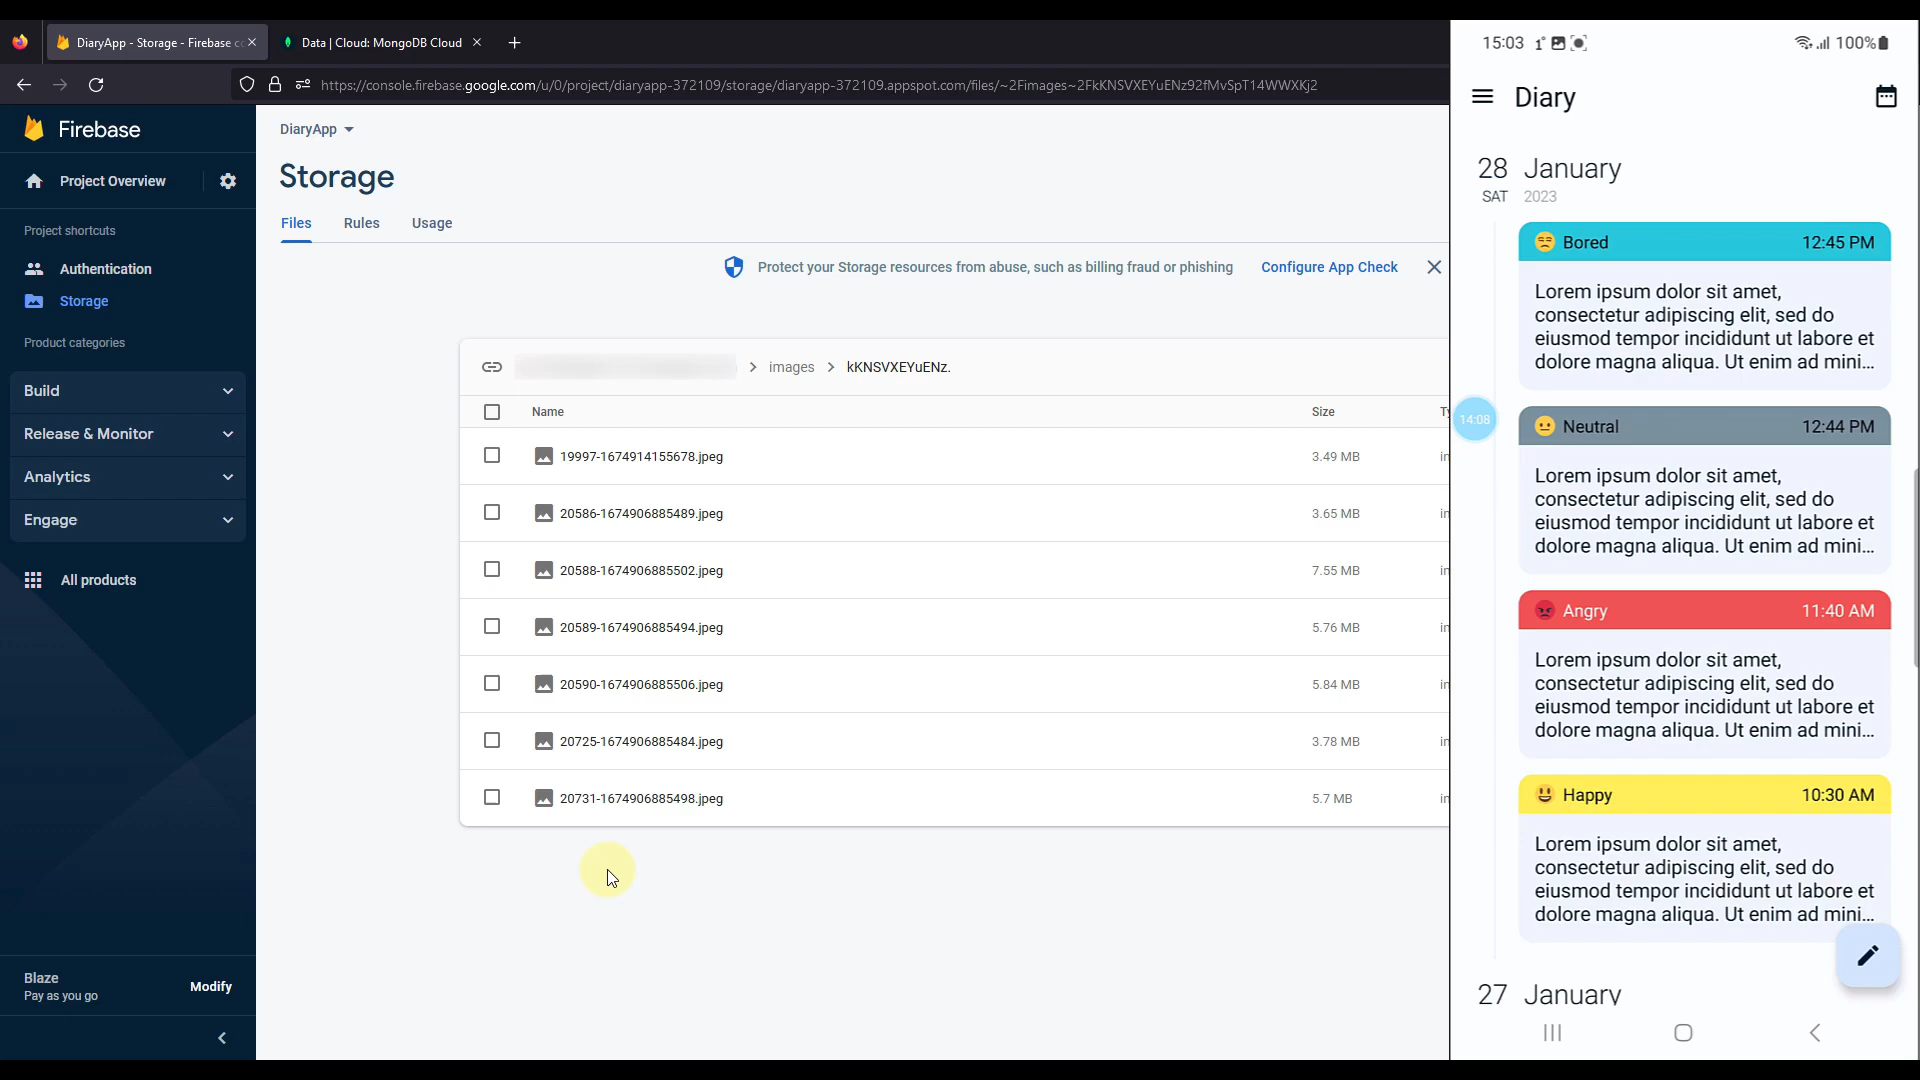 DiaryApp - Storage - Firebase c
Data | Cloud: MongoDB Cloud
https://console.firebase.google.com/u/0/project/diaryapp-372109/storage/diaryapp-372109.appspot.com/files/~2Fimages~2FkKNSVXEYuENz92fMvSpT14WWXKj2
Firebase
Project Overview
Project shortcuts
Authentication
Storage
Product categories
Build
Release & Monitor
Analytics
Engage
All products
Blaze
Pay as you go
Modify
DiaryApp
Storage
Files Rules Usage
Protect your Storage resources from abuse, such as billing fraud or phishing Configure App Check
images kKNSVXEYuENz.
Name Size Ty
19997-1674914155678.jpeg 3.49 MB in
20586-1674906885489.jpeg 3.65 MB in
20588-1674906885502.jpeg 7.55 MB in
20589-1674906885494.jpeg 5.76 MB in
20590-1674906885506.jpeg 5.84 MB in
20725-1674906885484.jpeg 3.78 MB in
20731-1674906885498.jpeg 5.7 MB in
15:03 1° 100%
Diary
28 January
SAT 2023
Bored 12:45 PM
Lorem ipsum dolor sit amet,
consectetur adipiscing elit, sed do
eiusmod tempor incididunt ut labore et
dolore magna aliqua. Ut enim ad mini...
14:08
Neutral 12:44 PM
Lorem ipsum dolor sit amet,
consectetur adipiscing elit, sed do
eiusmod tempor incididunt ut labore et
dolore magna aliqua. Ut enim ad mini...
Angry 11:40 AM
Lorem ipsum dolor sit amet,
consectetur adipiscing elit, sed do
eiusmod tempor incididunt ut labore et
dolore magna aliqua. Ut enim ad mini...
Happy 10:30 AM
Lorem ipsum dolor sit amet,
consectetur adipiscing elit, sed do
eiusmod tempor incididunt ut labore et
dolore magna aliqua. Ut enim ad mini...
27 January